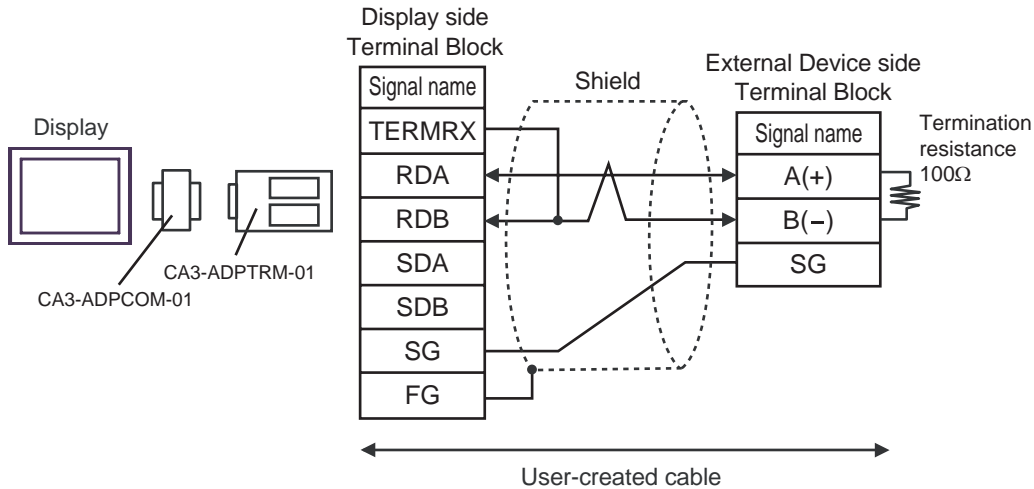 Display side
Terminal Block
Signal name
TERMRX
RDA
RDB
SDA
SDB
SG
FG
Shield
External Device side
Terminal Block
Signal name
A(+)
B(−)
SG
Termination
resistance
100Ω
Display
CA3-ADPTRM-01
CA3-ADPCOM-01
User-created cable